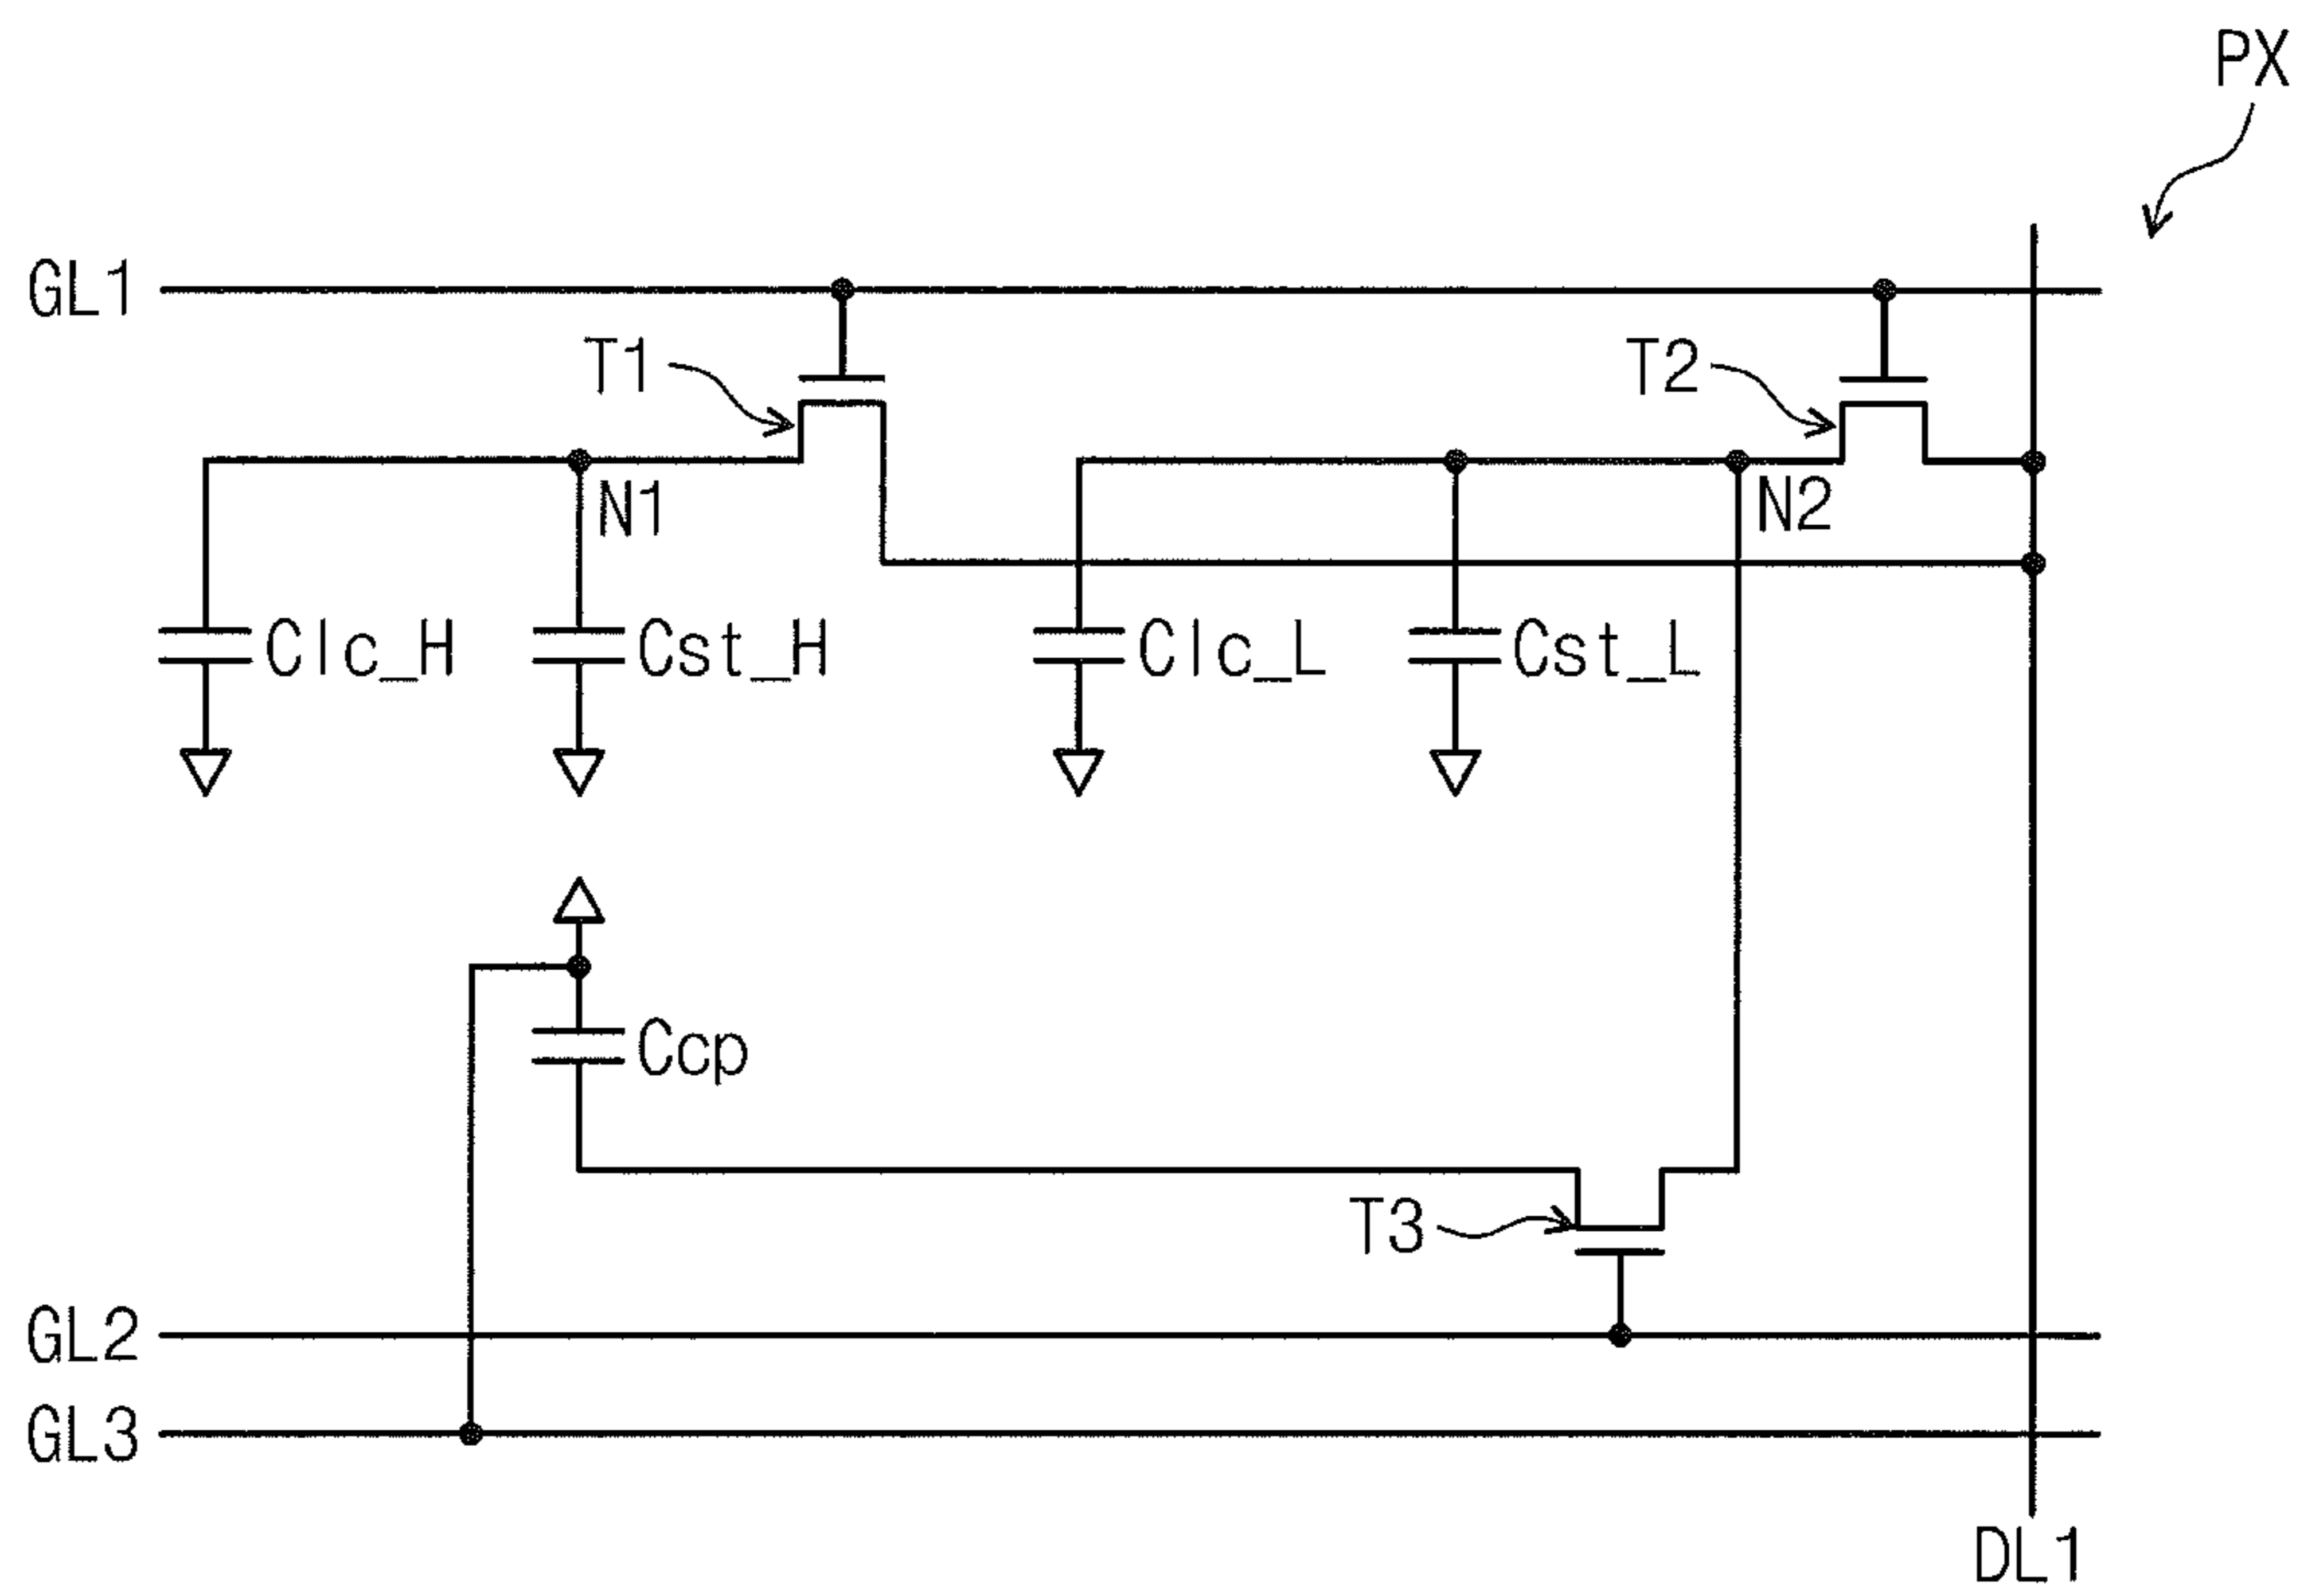 PX
GL1
T1
T2
N1
N2
Clc_H
Cst_H
Clc_L
Cst_L
Ccp
T3
GL2
GL3
DL1